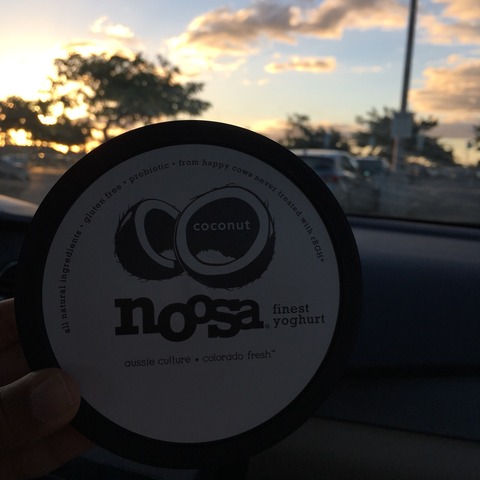 all natural ingredients • gluten free • probiotic • from happy cows never treated with rBGH*
coconut
noosa®
finest
yoghurt
aussie culture • colorado fresh™